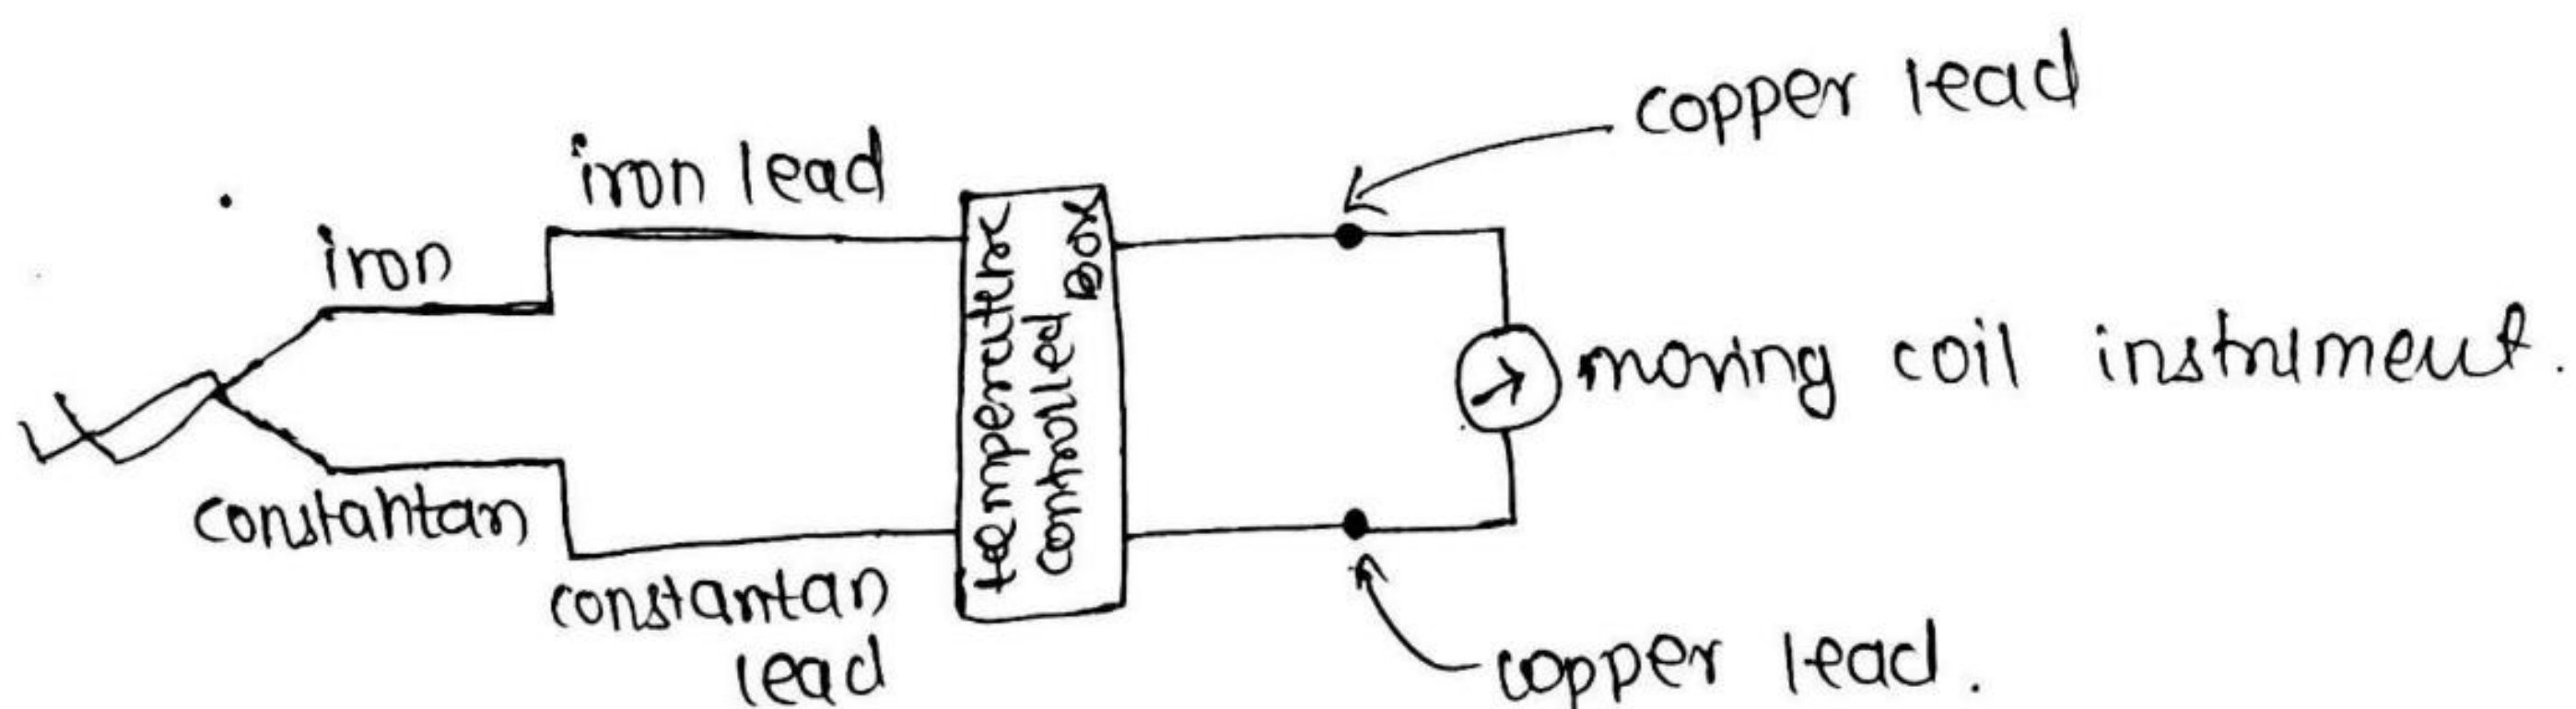 copper lead
iron lead
iron
temperature
controlled
Box
moving coil instrument.
constantan
constantan
lead
copper lead.